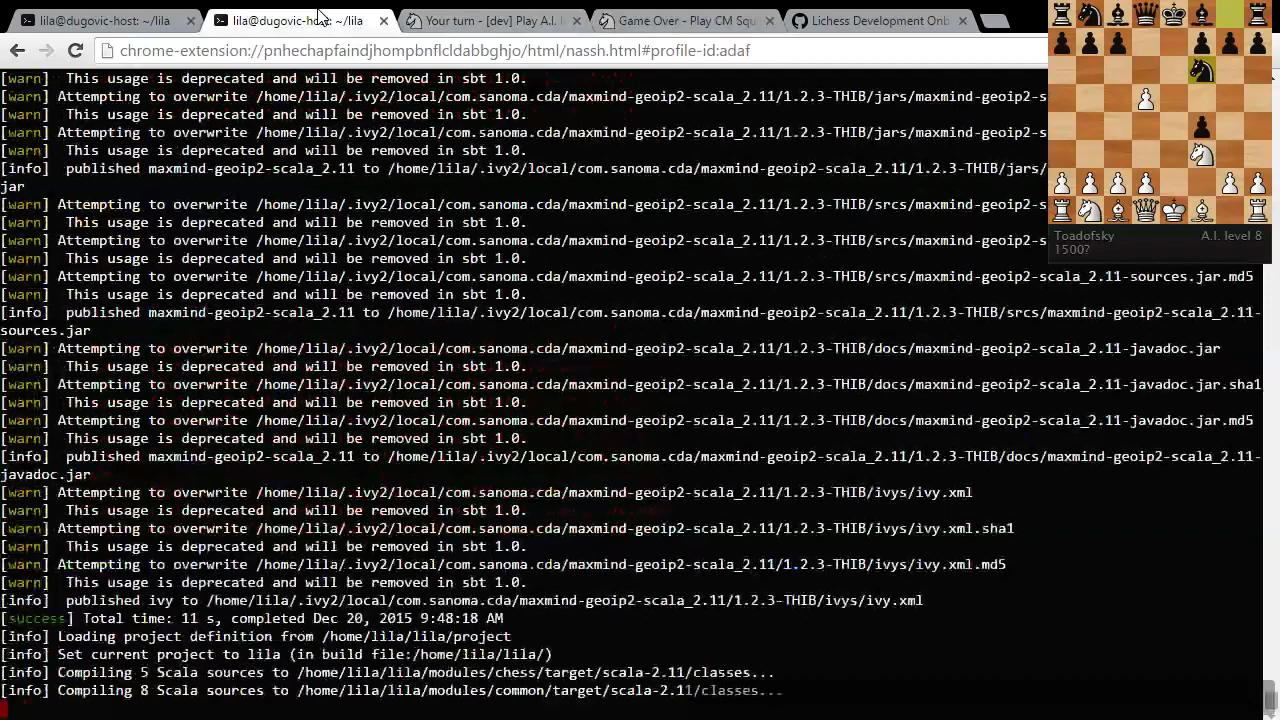 lila@dugovic-host: ~/lila
lila@dugovic-host: ~/lila
Your turn - [dev] Play A.I. l
Game Over - Play CM Squ
Lichess Development Onb
chrome-extension://pnhechapfaindjhompbnflcldabbghjo/html/nassh.html#profile-id:adaf
[warn] This usage is deprecated and will be removed in sbt 1.0.
[warn] Attempting to overwrite /home/lila/.ivy2/local/com.sanoma.cda/maxmind-geoip2-scala_2.11/1.2.3-THIB/jars/maxmind-geoip2-s
[warn] This usage is deprecated and will be removed in sbt 1.0.
[warn] Attempting to overwrite /home/lila/.ivy2/local/com.sanoma.cda/maxmind-geoip2-scala_2.11/1.2.3-THIB/jars/maxmind-geoip2-s
[warn] This usage is deprecated and will be removed in sbt 1.0.
[info] published maxmind-geoip2-scala_2.11 to /home/lila/.ivy2/local/com.sanoma.cda/maxmind-geoip2-scala_2.11/1.2.3-THIB/jars/
jar
[warn] Attempting to overwrite /home/lila/.ivy2/local/com.sanoma.cda/maxmind-geoip2-scala_2.11/1.2.3-THIB/srcs/maxmind-geoip2-s
[warn] This usage is deprecated and will be removed in sbt 1.0.
[warn] Attempting to overwrite /home/lila/.ivy2/local/com.sanoma.cda/maxmind-geoip2-scala_2.11/1.2.3-THIB/srcs/maxmind-geoip2-s
[warn] This usage is deprecated and will be removed in sbt 1.0.
[warn] Attempting to overwrite /home/lila/.ivy2/local/com.sanoma.cda/maxmind-geoip2-scala_2.11/1.2.3-THIB/srcs/maxmind-geoip2-scala_2.11-sources.jar.md5
[warn] This usage is deprecated and will be removed in sbt 1.0.
[info] published maxmind-geoip2-scala_2.11 to /home/lila/.ivy2/local/com.sanoma.cda/maxmind-geoip2-scala_2.11/1.2.3-THIB/srcs/maxmind-geoip2-scala_2.11-
sources.jar
[warn] Attempting to overwrite /home/lila/.ivy2/local/com.sanoma.cda/maxmind-geoip2-scala_2.11/1.2.3-THIB/docs/maxmind-geoip2-scala_2.11-javadoc.jar
[warn] This usage is deprecated and will be removed in sbt 1.0.
[warn] Attempting to overwrite /home/lila/.ivy2/local/com.sanoma.cda/maxmind-geoip2-scala_2.11/1.2.3-THIB/docs/maxmind-geoip2-scala_2.11-javadoc.jar.sha1
[warn] This usage is deprecated and will be removed in sbt 1.0.
[warn] Attempting to overwrite /home/lila/.ivy2/local/com.sanoma.cda/maxmind-geoip2-scala_2.11/1.2.3-THIB/docs/maxmind-geoip2-scala_2.11-javadoc.jar.md5
[warn] This usage is deprecated and will be removed in sbt 1.0.
[info] published maxmind-geoip2-scala_2.11 to /home/lila/.ivy2/local/com.sanoma.cda/maxmind-geoip2-scala_2.11/1.2.3-THIB/docs/maxmind-geoip2-scala_2.11-
javadoc.jar
[warn] Attempting to overwrite /home/lila/.ivy2/local/com.sanoma.cda/maxmind-geoip2-scala_2.11/1.2.3-THIB/ivys/ivy.xml
[warn] This usage is deprecated and will be removed in sbt 1.0.
[warn] Attempting to overwrite /home/lila/.ivy2/local/com.sanoma.cda/maxmind-geoip2-scala_2.11/1.2.3-THIB/ivys/ivy.xml.sha1
[warn] This usage is deprecated and will be removed in sbt 1.0.
[warn] Attempting to overwrite /home/lila/.ivy2/local/com.sanoma.cda/maxmind-geoip2-scala_2.11/1.2.3-THIB/ivys/ivy.xml.md5
[warn] This usage is deprecated and will be removed in sbt 1.0.
[info] published ivy to /home/lila/.ivy2/local/com.sanoma.cda/maxmind-geoip2-scala_2.11/1.2.3-THIB/ivys/ivy.xml
[success] Total time: 11 s, completed Dec 20, 2015 9:48:18 AM
[info] Loading project definition from /home/lila/lila/project
[info] Set current project to lila (in build file:/home/lila/lila/)
[info] Compiling 5 Scala sources to /home/lila/lila/modules/chess/target/scala-2.11/classes...
[info] Compiling 8 Scala sources to /home/lila/lila/modules/common/target/scala-2.11/classes...
Toadofsky A.I. level 8
1500?